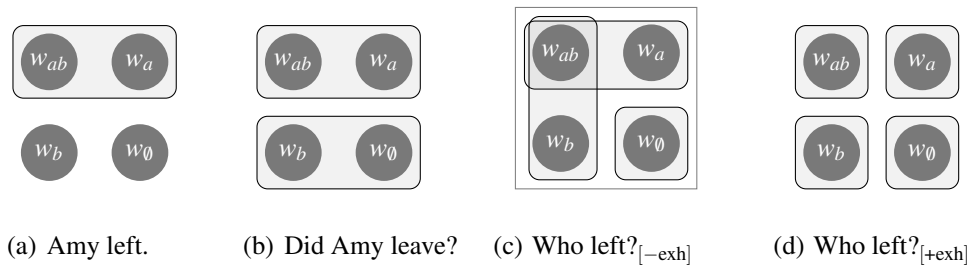 w_ab w_a w_ab w_a w_ab w_a w_ab w_a
w_b w_∅ w_b w_∅ w_b w_∅ w_b w_∅
(a) Amy left. (b) Did Amy leave? (c) Who left?[−exh] (d) Who left?[+exh]